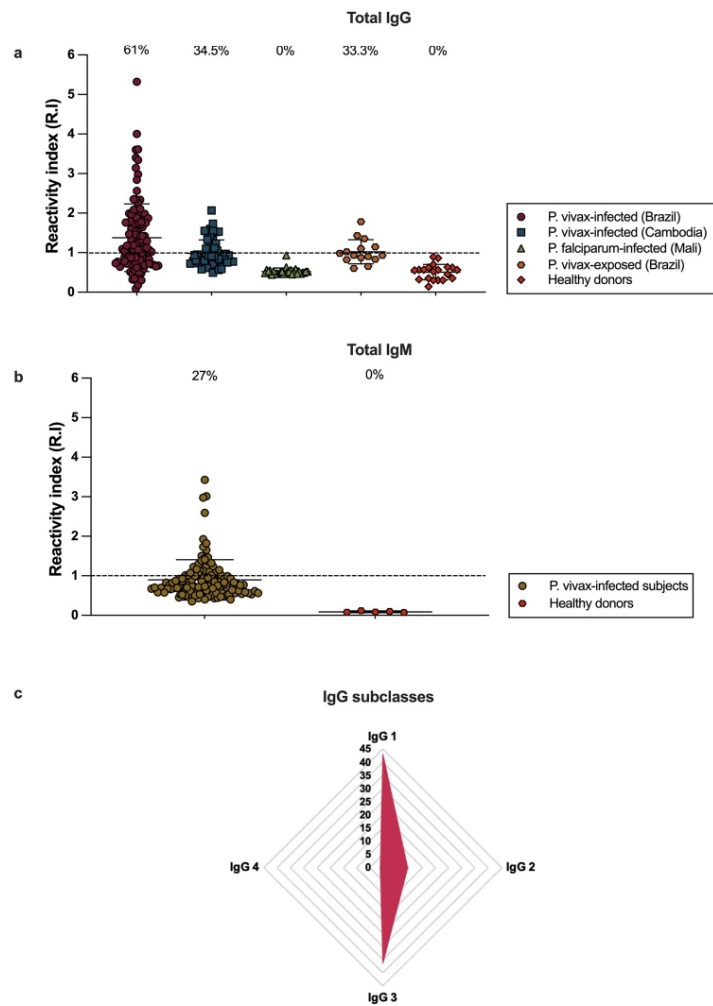 Total IgG
a
61% 34.5% 0% 33.3% 0%
Reactivity index (R.I)
6
5
4
3
2
1
0
P. vivax-infected (Brazil)
P. vivax-infected (Cambodia)
P. falciparum-infected (Mali)
P. vivax-exposed (Brazil)
Healthy donors
Total IgM
b
27% 0%
Reactivity index (R.I)
6
5
4
3
2
1
0
P. vivax-infected subjects
Healthy donors
c
IgG subclasses
IgG 1
45
40
35
30
25
20
15
10
5
0
IgG 4
IgG 2
IgG 3